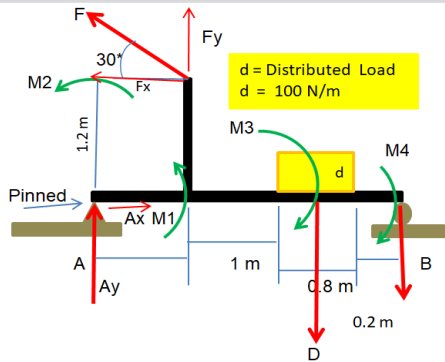 F
Fy
30*
d = Distributed Load
d = 100 N/m
M2
Fx
1.2 m
M3
M4
d
Pinned
Ax M1
A
1 m
B
Ay
0.8 m
0.2 m
D